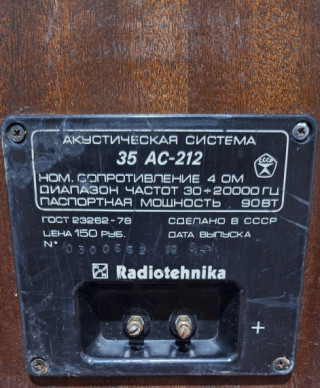 АКУСТИЧЕСКАЯ СИСТЕМА
35 АС-212
СССР
НОМ. СОПРОТИВЛЕНИЕ 4 ОМ
ДИАПАЗОН ЧАСТОТ 30÷20000 ГЦ
ПАСПОРТНАЯ МОЩНОСТЬ 90 ВТ
ГОСТ 23262-78 СДЕЛАНО В СССР
ЦЕНА 150 РУБ. ДАТА ВЫПУСКА
N°
Radiotehnika
+